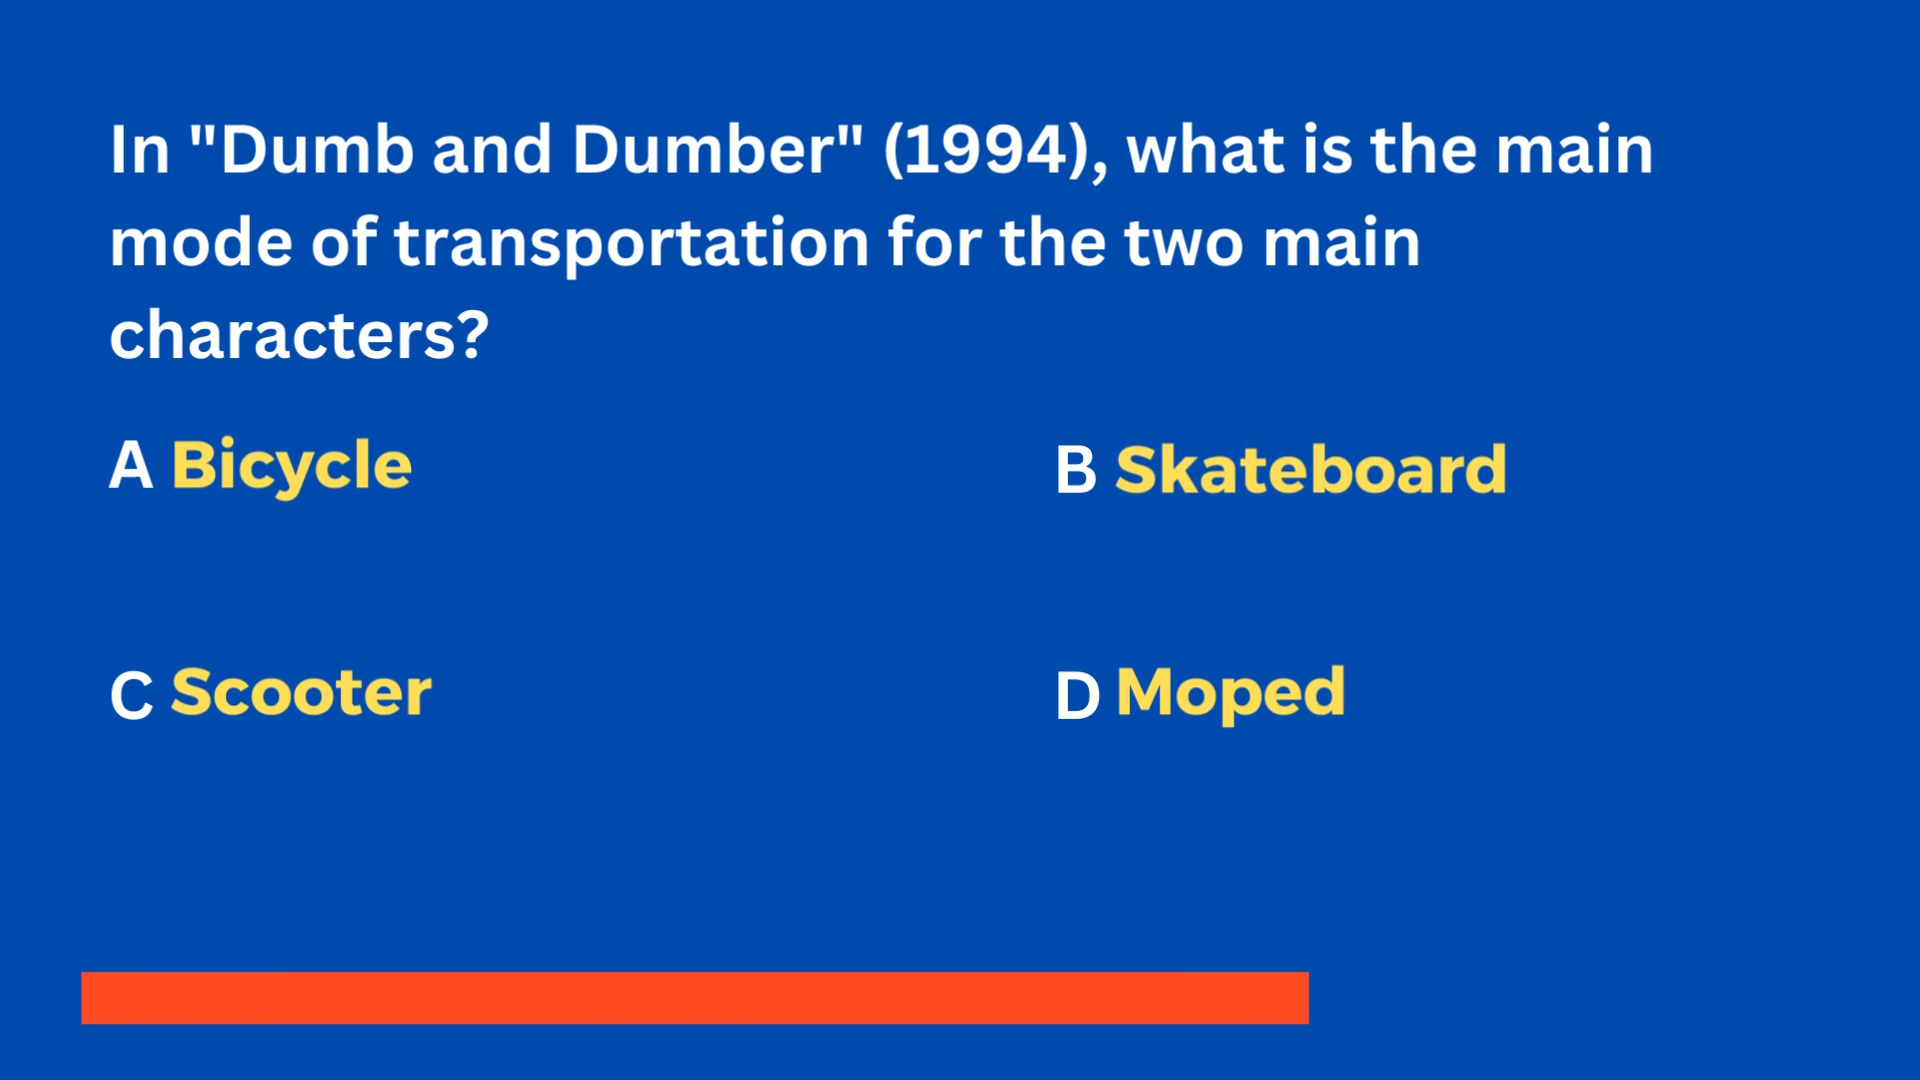 In "Dumb and Dumber" (1994), what is the main
mode of transportation for the two main
characters?
A Bicycle
B Skateboard
C Scooter
D Moped